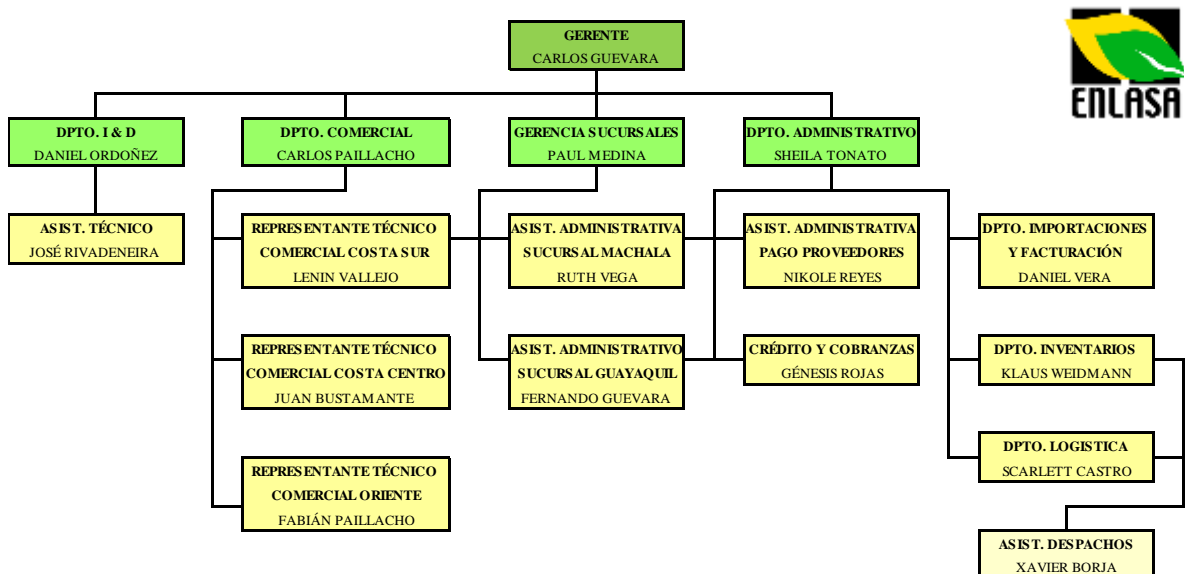 GERENTE
CARLOS GUEVARA
ENLASA
DPTO. I & D
DANIEL ORDOÑEZ
DPTO. COMERCIAL
CARLOS PAILLACHO
GERENCIA SUCURSALES
PAUL MEDINA
DPTO. ADMINISTRATIVO
SHEILA TONATO
ASIST. TÉCNICO
JOSÉ RIVADENEIRA
REPRESENTANTE TÉCNICO
COMERCIAL COSTA SUR
LENIN VALLEJO
ASIST. ADMINISTRATIVA
SUCURSAL MACHALA
RUTH VEGA
ASIST. ADMINISTRATIVA
PAGO PROVEEDORES
NIKOLE REYES
DPTO. IMPORTACIONES
Y FACTURACIÓN
DANIEL VERA
REPRESENTANTE TÉCNICO
COMERCIAL COSTA CENTRO
JUAN BUSTAMANTE
ASIST. ADMINISTRATIVO
SUCURSAL GUAYAQUIL
FERNANDO GUEVARA
CRÉDITO Y COBRANZAS
GÉNESIS ROJAS
DPTO. INVENTARIOS
KLAUS WEIDMANN
REPRESENTANTE TÉCNICO
COMERCIAL ORIENTE
FABIÁN PAILLACHO
DPTO. LOGISTICA
SCARLETT CASTRO
ASIST. DESPACHOS
XAVIER BORJA